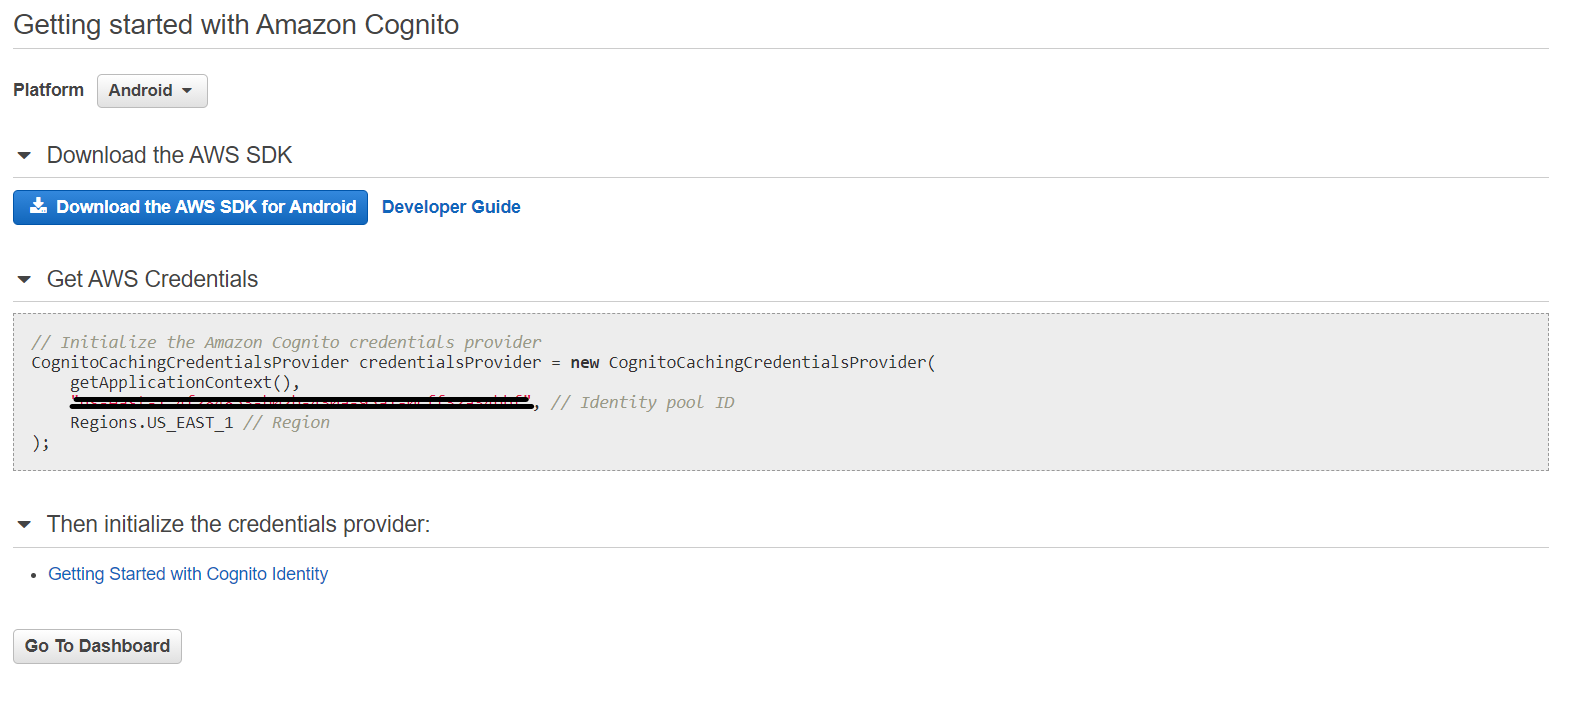 Getting started with Amazon Cognito
Platform Android
Download the AWS SDK
Download the AWS SDK for Android Developer Guide
Get AWS Credentials
// Initialize the Amazon Cognito credentials provider
CognitoCachingCredentialsProvider credentialsProvider = new CognitoCachingCredentialsProvider(
getApplicationContext(),
, // Identity pool ID
Regions.US_EAST_1 // Region
);
Then initialize the credentials provider:
Getting Started with Cognito Identity
Go To Dashboard